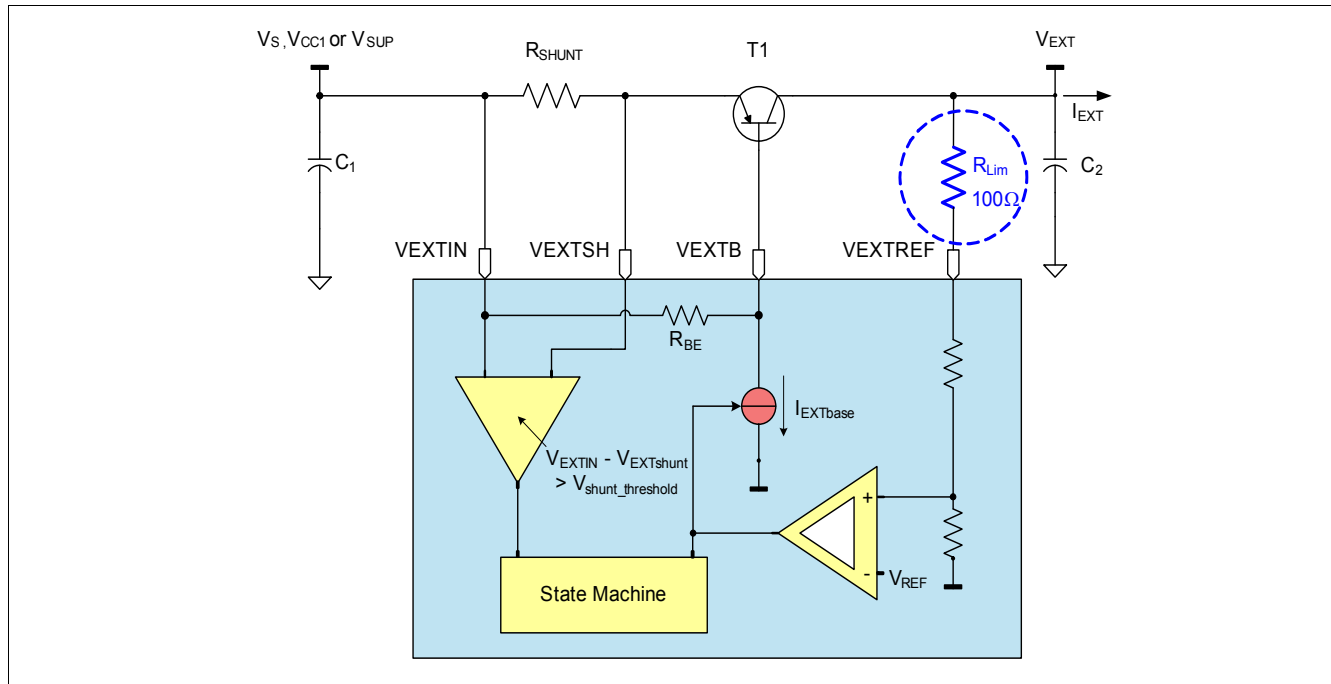 VS ,VCC1 or VSUP
RSHUNT
T1
VEXT
IEXT
C1
RLim
100Ω
C2
VEXTIN
VEXTSH
VEXTB
VEXTREF
RBE
IEXTbase
VEXTIN - VEXTshunt
> Vshunt_threshold
+
-
VREF
State Machine